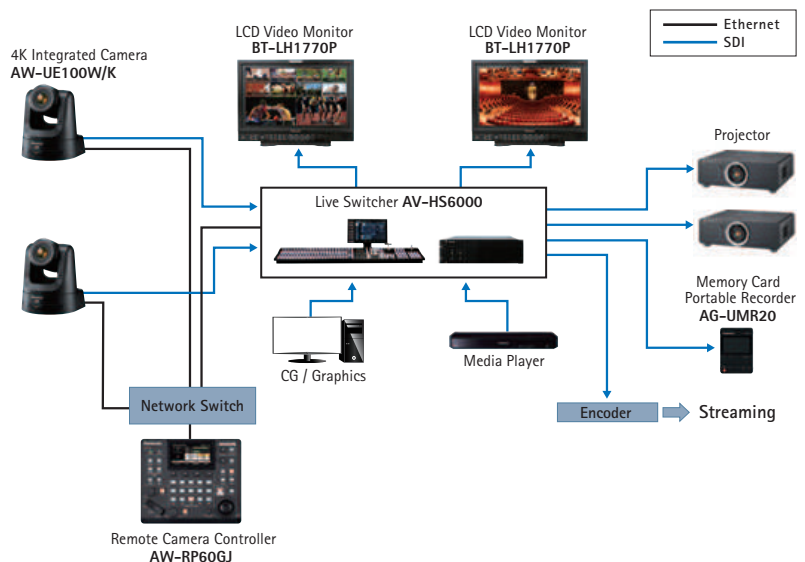 Ethernet
SDI
4K Integrated Camera
AW-UE100W/K
LCD Video Monitor
BT-LH1770P
LCD Video Monitor
BT-LH1770P
Projector
Live Switcher AV-HS6000
Memory Card
Portable Recorder
AG-UMR20
CG / Graphics
Media Player
Network Switch
Encoder
Streaming
Remote Camera Controller
AW-RP60GJ